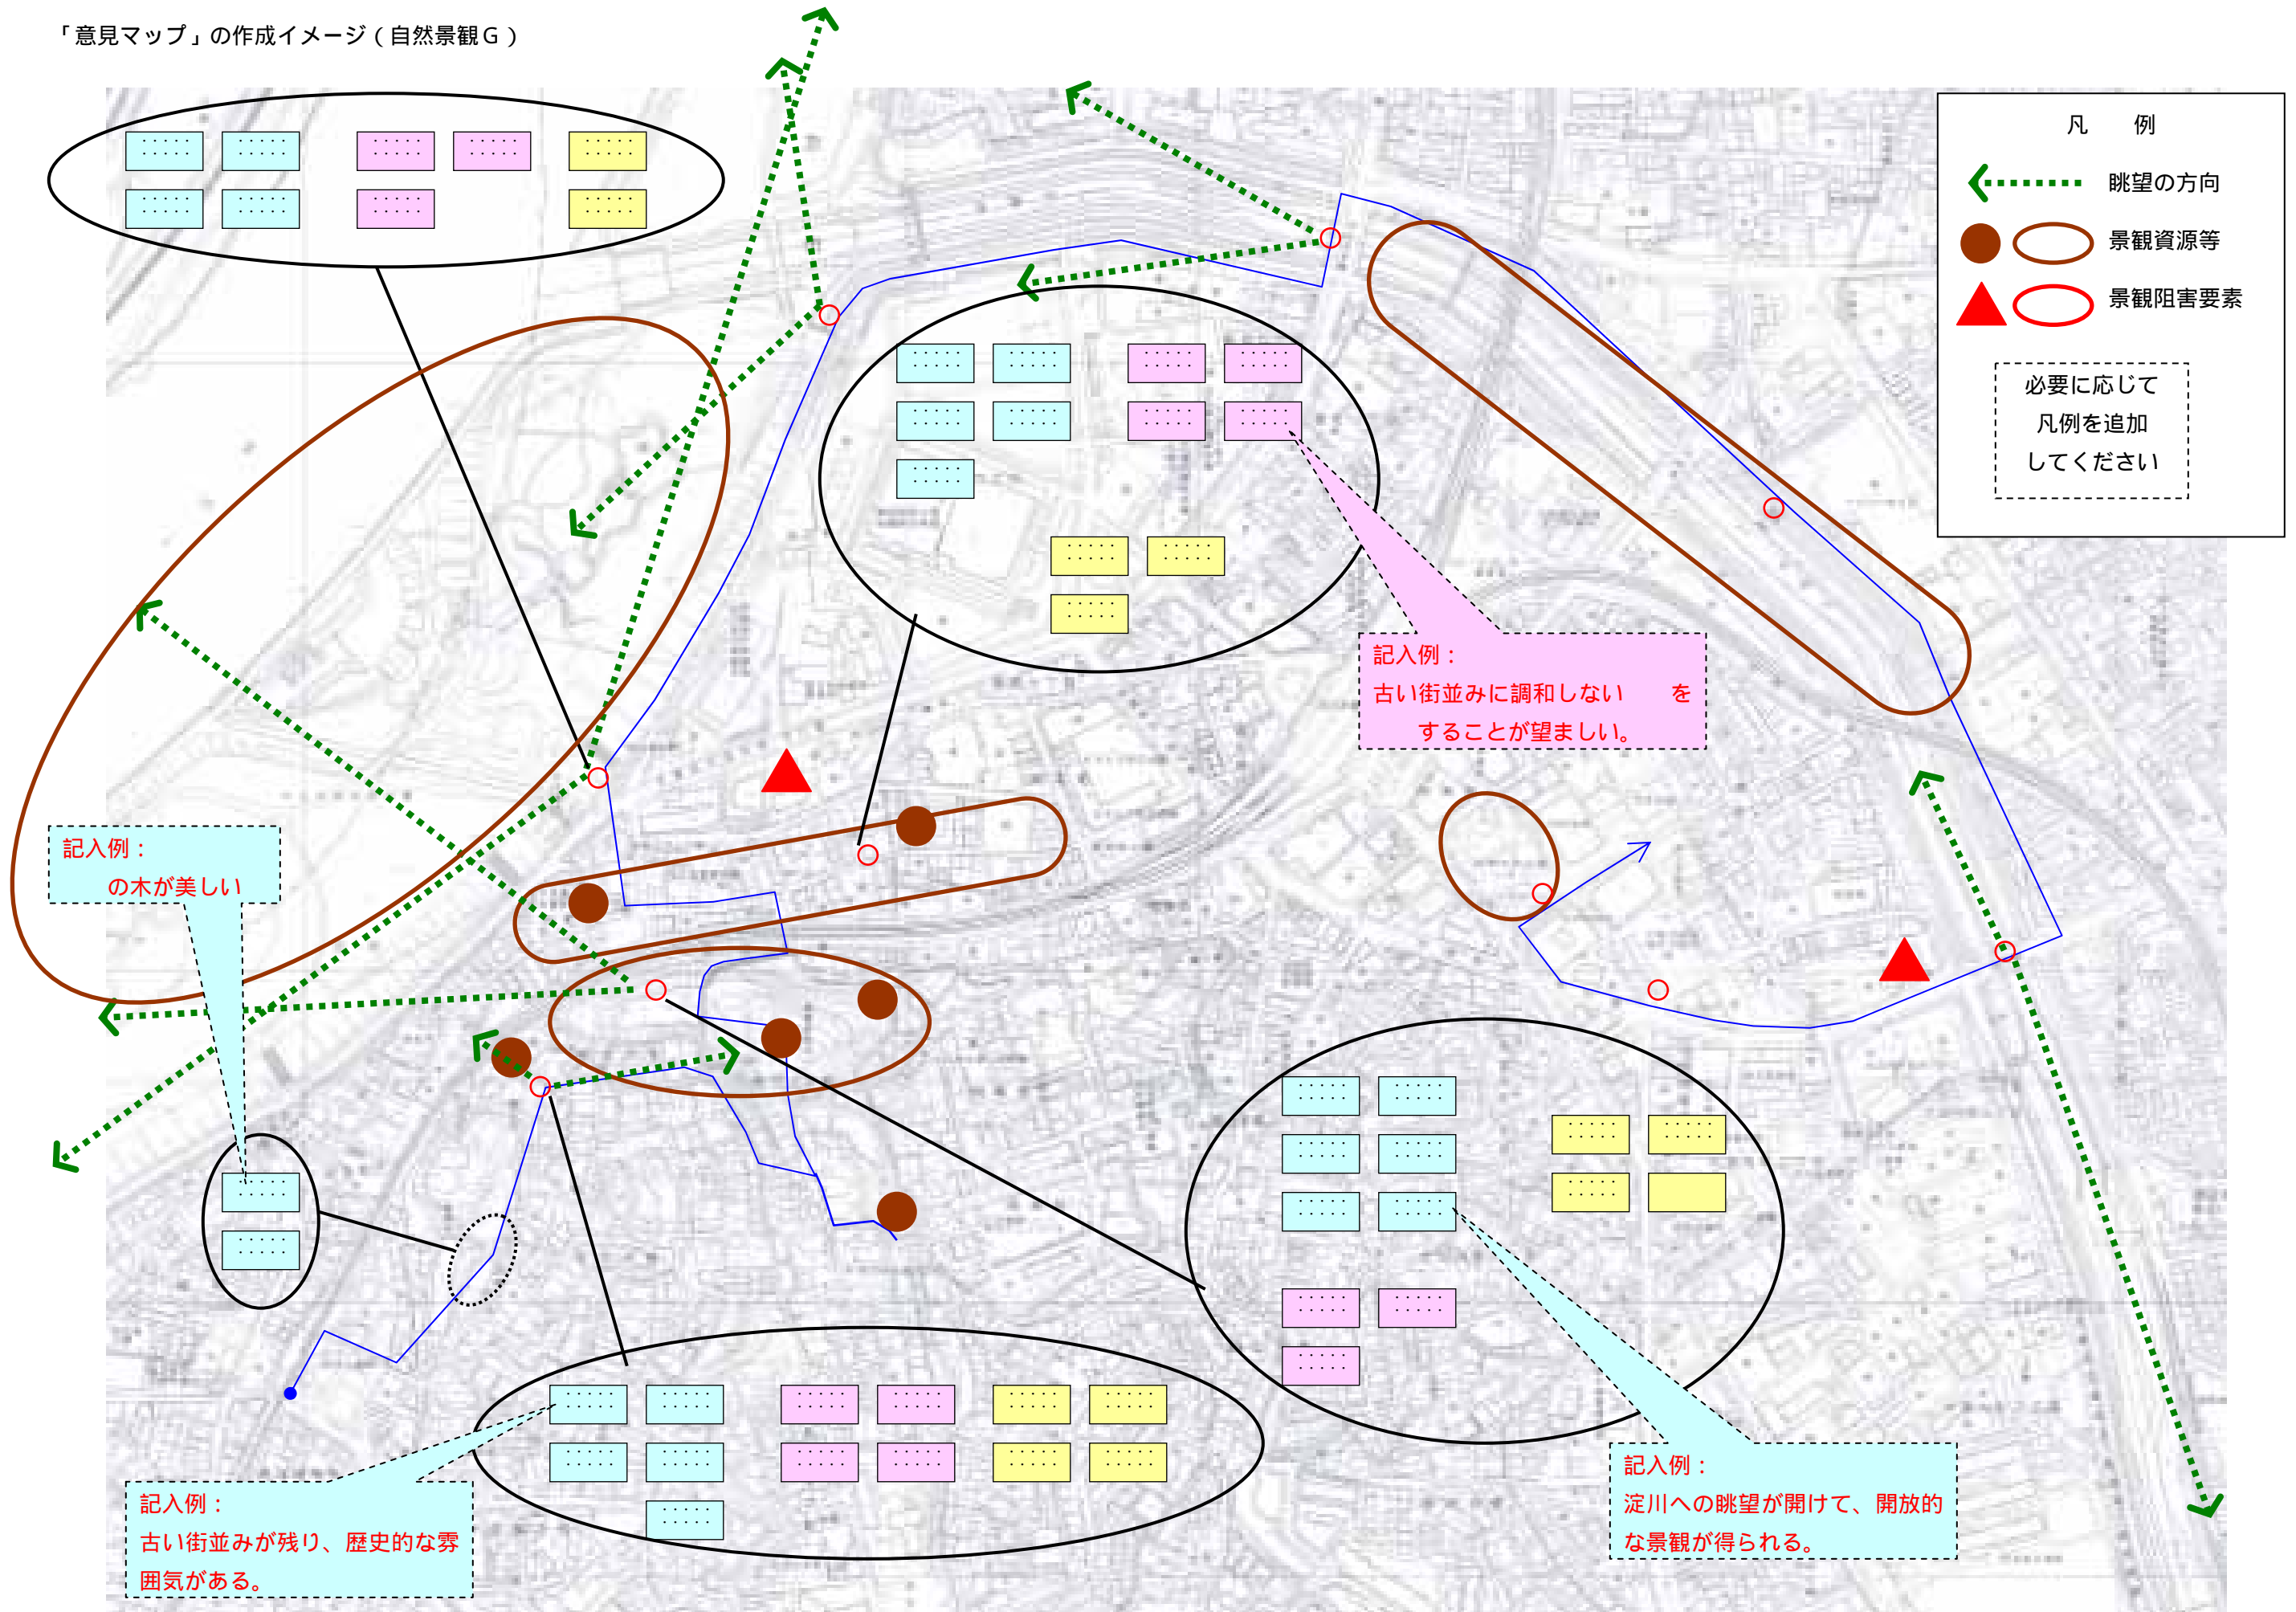 「意見マップ」の作成イメージ(自然景観G)
凡　例
眺望の方向
景観資源等
景観阻害要素
必要に応じて
凡例を追加
してください
記入例：
古い街並みに調和しない　　を
することが望ましい。
記入例：
の木が美しい
記入例：
淀川への眺望が開けて、開放的
な景観が得られる。
記入例：
古い街並みが残り、歴史的な雰
囲気がある。